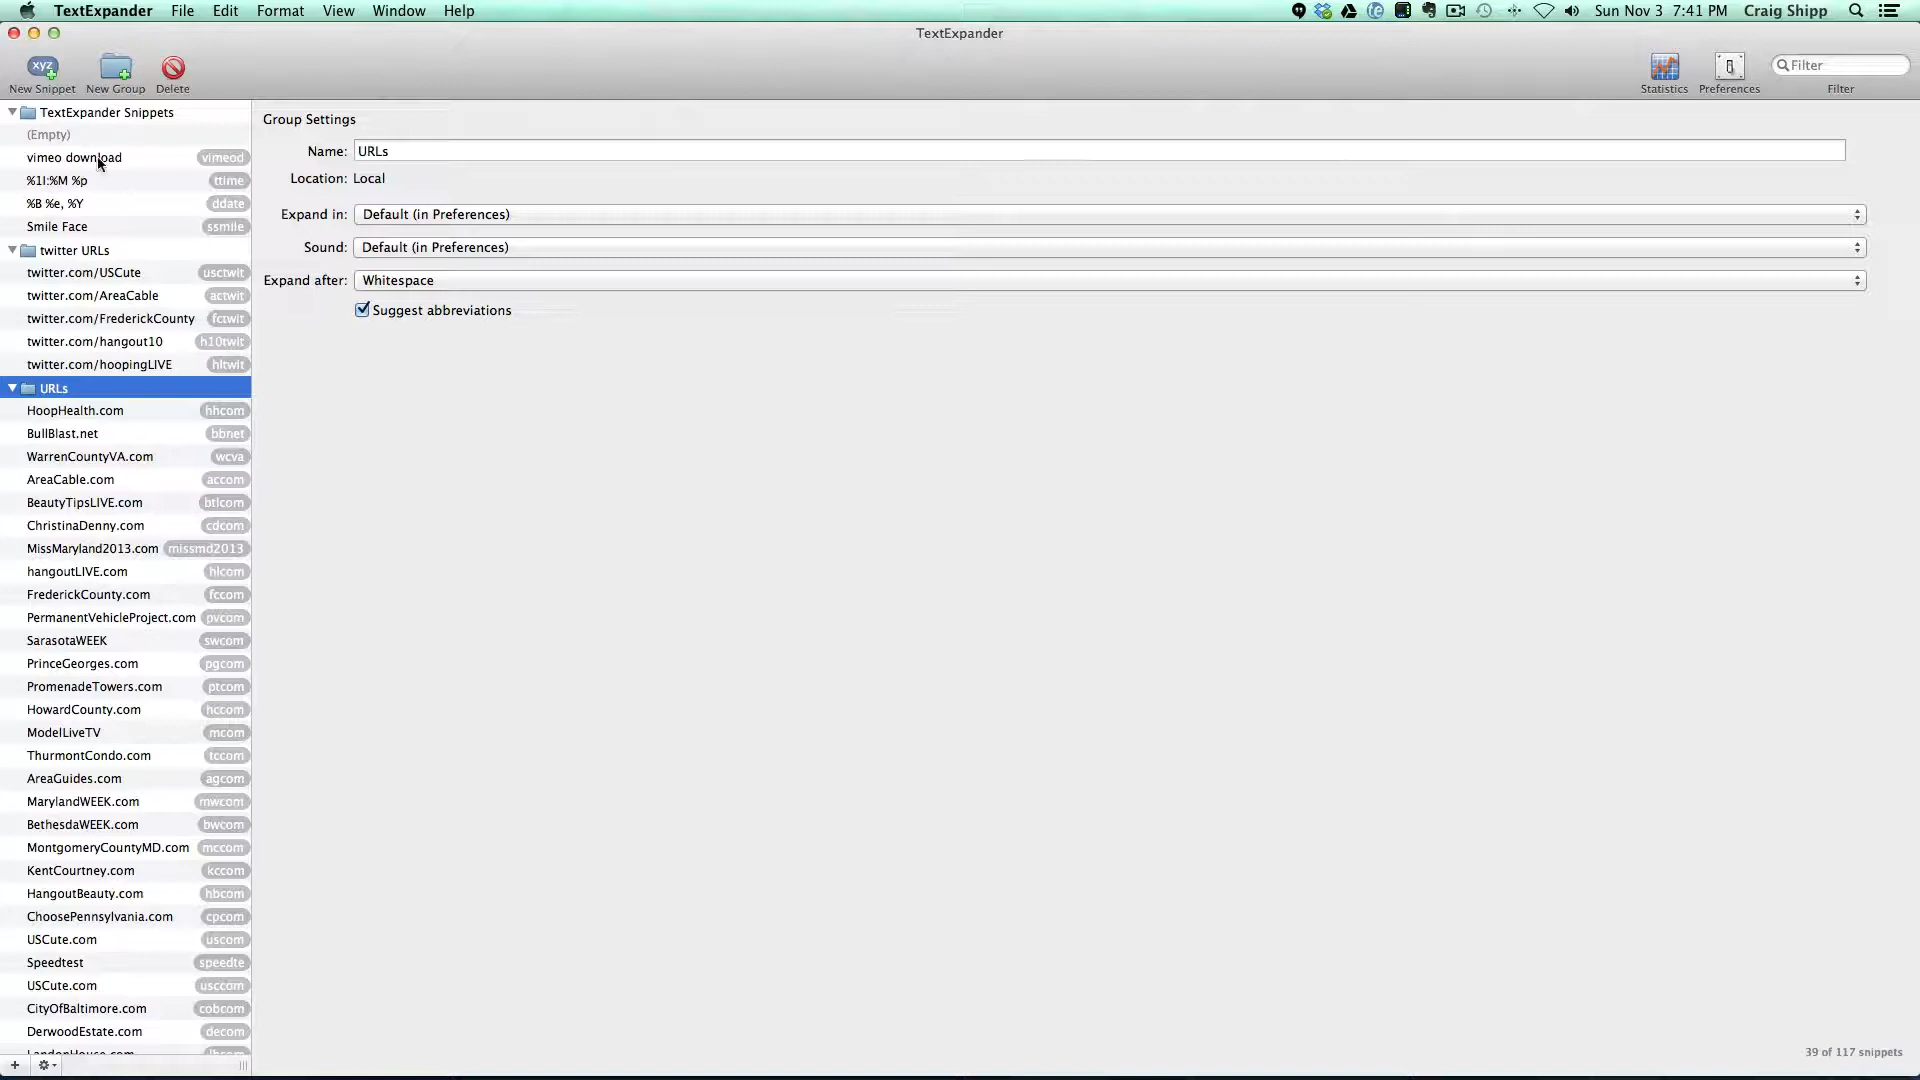 TextExpander File Edit Format View Window Help Sun Nov 3 7:41 PM Craig Shipp
TextExpander
xyz
New Snippet New Group Delete Statistics Preferences Filter
Filter
TextExpander Snippets
(Empty)
vimeo download vimeod
%1I:%M %p ttime
%B %e, %Y ddate
Smile Face ssmile
twitter URLs
twitter.com/USCute usctwit
twitter.com/AreaCable actwit
twitter.com/FrederickCounty fctwit
twitter.com/hangout10 h10twit
twitter.com/hoopingLIVE hltwit
URLs
HoopHealth.com hhcom
BullBlast.net bbnet
WarrenCountyVA.com wcva
AreaCable.com accom
BeautyTipsLIVE.com btlcom
ChristinaDenny.com cdcom
MissMaryland2013.com missmd2013
hangoutLIVE.com hlcom
FrederickCounty.com fccom
PermanentVehicleProject.com pvcom
SarasotaWEEK swcom
PrinceGeorges.com pgcom
PromenadeTowers.com ptcom
HowardCounty.com hccom
ModelLiveTV mcom
ThurmontCondo.com tccom
AreaGuides.com agcom
MarylandWEEK.com mwcom
BethesdaWEEK.com bwcom
MontgomeryCountyMD.com mccom
KentCourtney.com kccom
HangoutBeauty.com hbcom
ChoosePennsylvania.com cpcom
USCute.com uscom
Speedtest speedte
USCute.com usccom
CityOfBaltimore.com cobcom
DerwoodEstate.com decom
Group Settings
Name: URLs
Location: Local
Expand in: Default (in Preferences)
Sound: Default (in Preferences)
Expand after: Whitespace
Suggest abbreviations
39 of 117 snippets